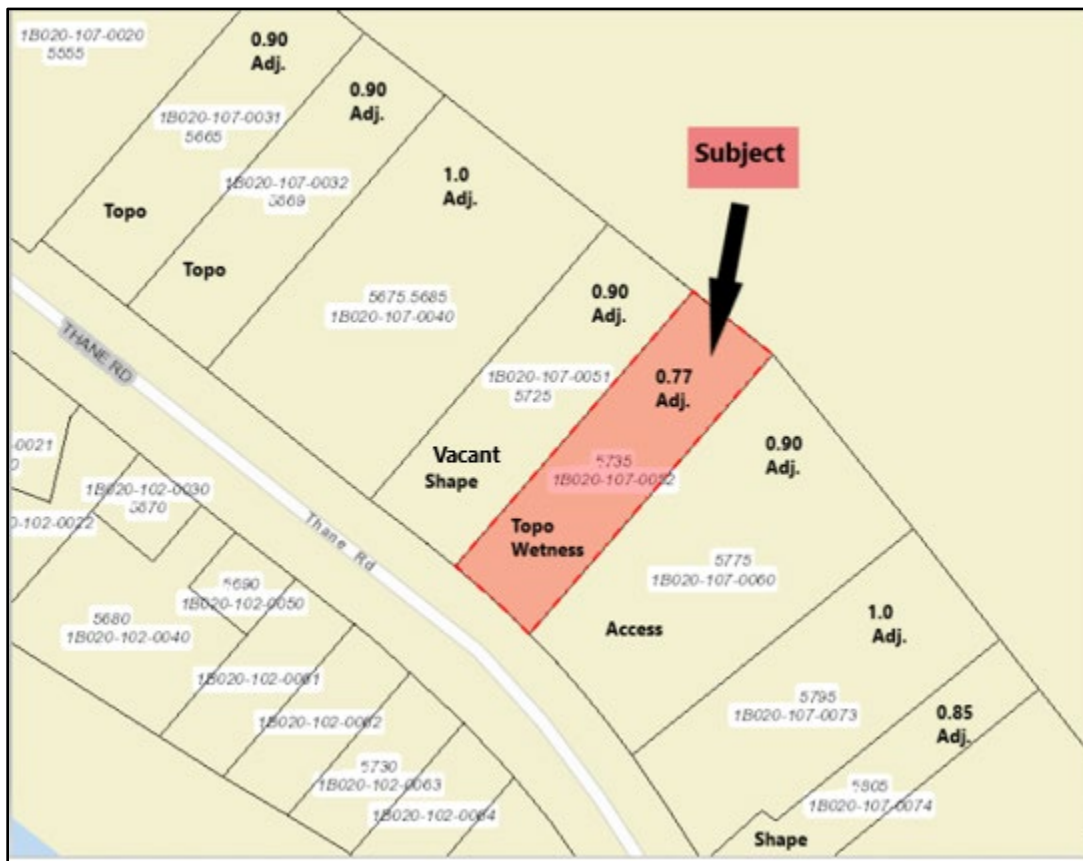 1B020-107-0020
5555
0.90
Adj.
0.90
Adj.
1B020-107-0031
5665
1B020-107-0032
5669
Topo
Topo
1.0
Adj.
5675 5685
1B020-107-0040
Subject
0.90
Adj.
1B020-107-0051
5725
Vacant
Shape
0.77
Adj.
5735
1B020-107-0052
Topo
Wetness
0.90
Adj.
5775
1B020-107-0060
Access
1.0
Adj.
5795
1B020-107-0073
0.85
Adj.
5805
1B020-107-0074
Shape
THANE RD
Thane Rd
-0021
1B020-102-0030
5670
0-102-0022
5690
1B020-102-0050
5680
1B020-102-0040
1B020-102-0061
1B020-102-0062
5730
1B020-102-0063
1B020-102-0064